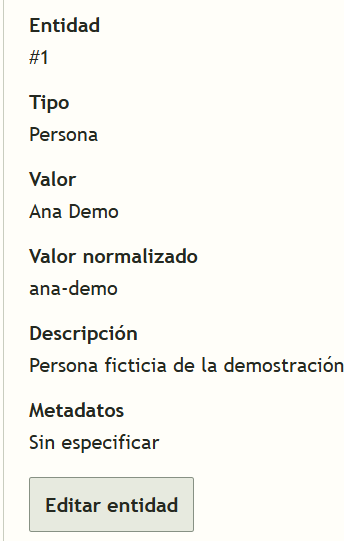 Entidad
#1
Tipo
Persona
Valor
Ana Demo
Valor normalizado
ana-demo
Descripción
Persona ficticia de la demostración
Metadatos
Sin especificar
Editar entidad